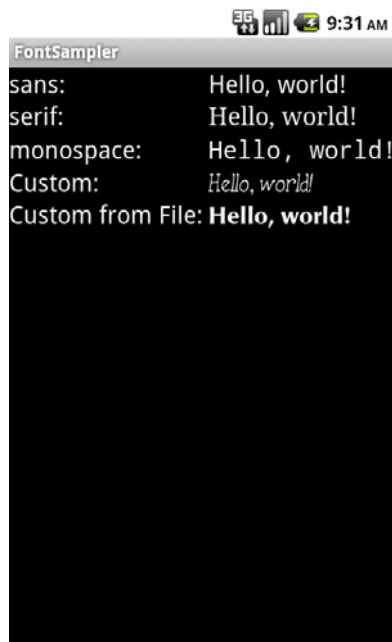 3G 9:31 AM
FontSampler
sans: Hello, world!
serif: Hello, world!
monospace: Hello, world!
Custom: Hello, world!
Custom from File: Hello, world!